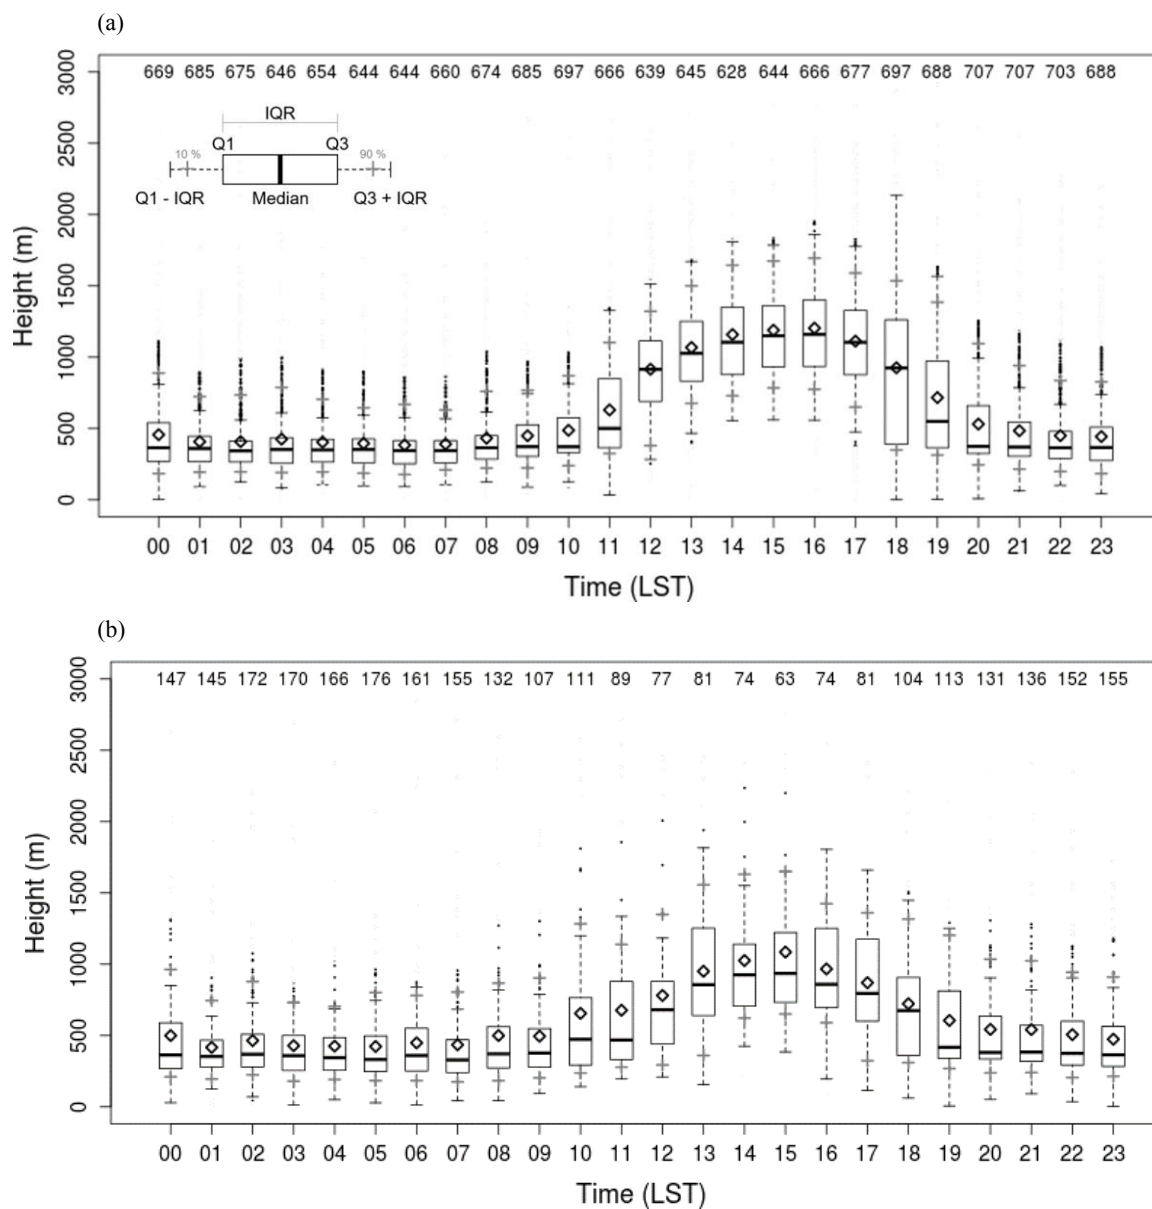 (a)
669 685 675 646 654 644 644 660 674 685 697 666 639 645 628 644 666 677 697 688 707 707 703 688
IQR
Q1 Q3
10 % 90 %
Q1 - IQR Median Q3 + IQR
Height (m)
3000
2500
2000
1500
1000
500
0
00 01 02 03 04 05 06 07 08 09 10 11 12 13 14 15 16 17 18 19 20 21 22 23
Time (LST)
(b)
147 145 172 170 166 176 161 155 132 107 111 89 77 81 74 63 74 81 104 113 131 136 152 155
Height (m)
3000
2500
2000
1500
1000
500
0
00 01 02 03 04 05 06 07 08 09 10 11 12 13 14 15 16 17 18 19 20 21 22 23
Time (LST)